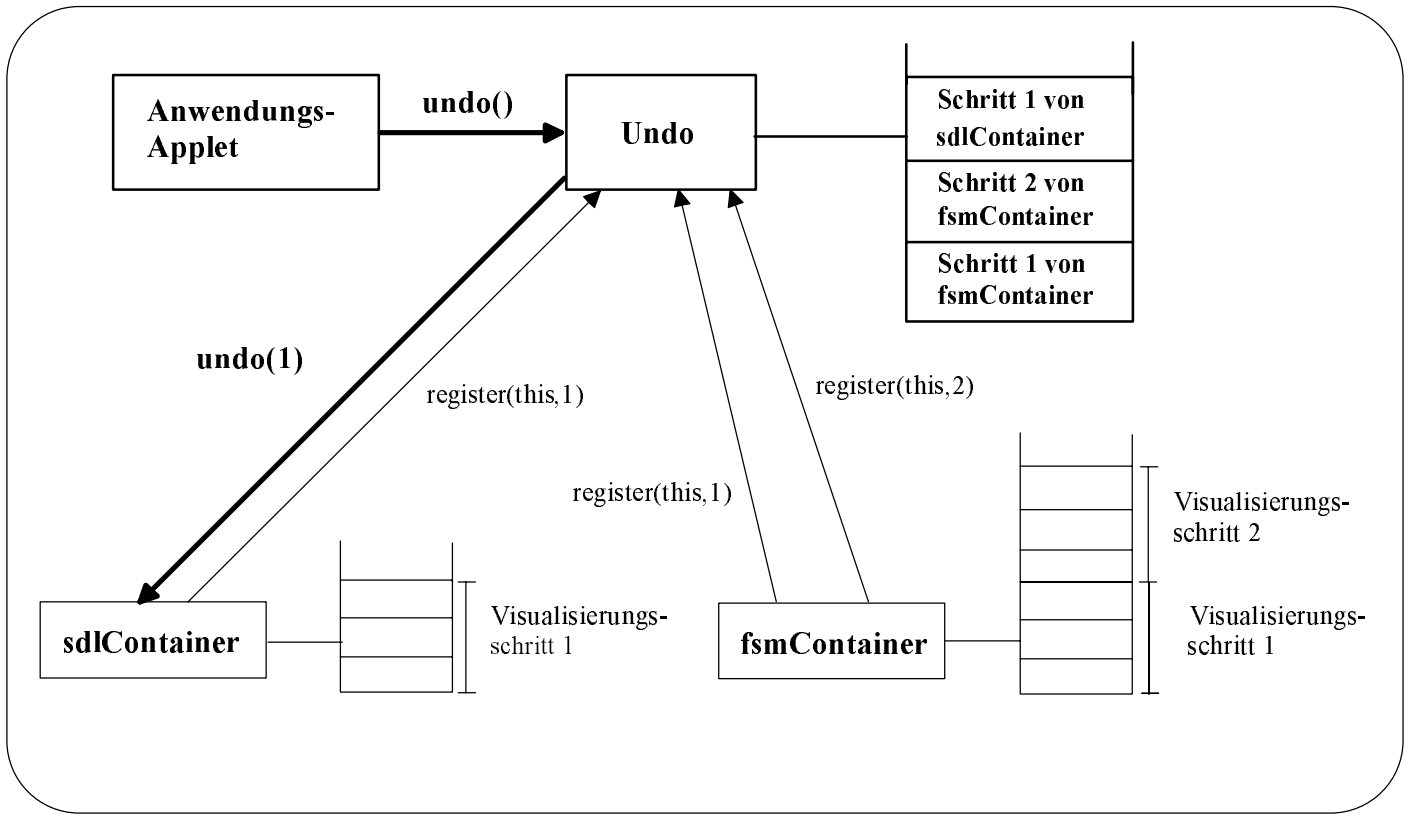 Anwendungs-
Applet
undo()
Undo
Schritt 1 von
sdlContainer
Schritt 2 von
fsmContainer
Schritt 1 von
fsmContainer
undo(1)
register(this,1)
register(this,2)
register(this,1)
sdlContainer
Visualisierungs-
schritt 1
fsmContainer
Visualisierungs-
schritt 2
Visualisierungs-
schritt 1